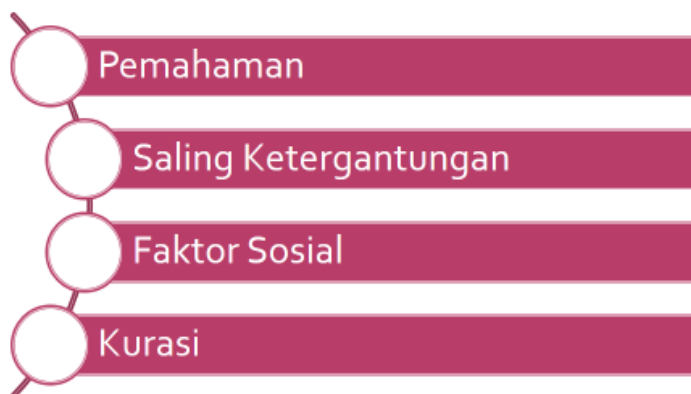 Pemahaman
Saling Ketergantungan
Faktor Sosial
Kurasi